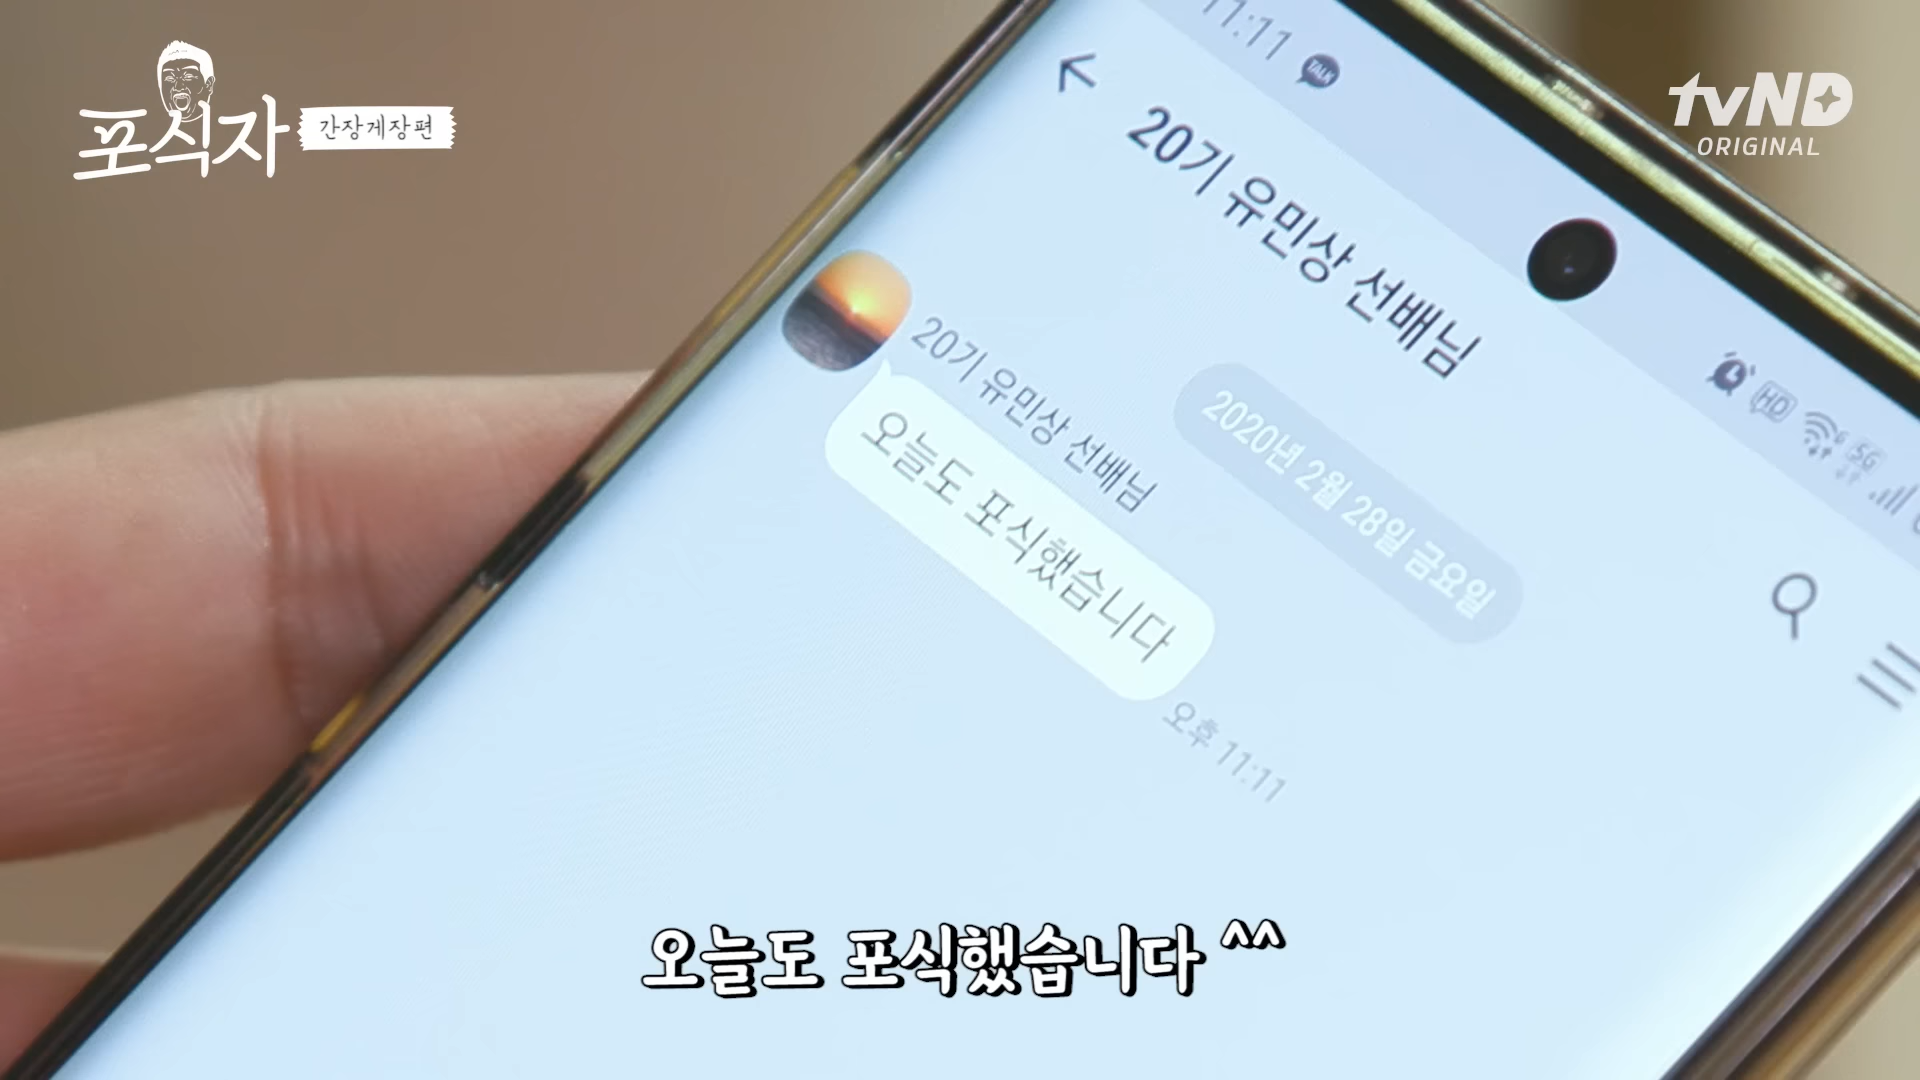 포식자
간장게장편
tvND
ORIGINAL
11:11
TALK
20기 유민상 선배님
HD
5G
2020년 2월 28일 금요일
20기 유민상 선배님
오늘도 포식했습니다
오후 11:11
오늘도 포식했습니다 ^^